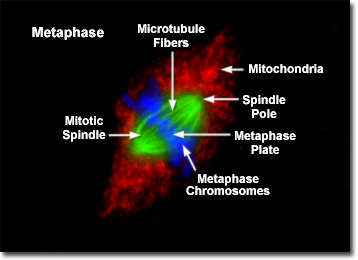 Metaphase
Microtubule
Fibers
Mitochondria
Spindle
Pole
Mitotic
Spindle
Metaphase
Plate
Metaphase
Chromosomes